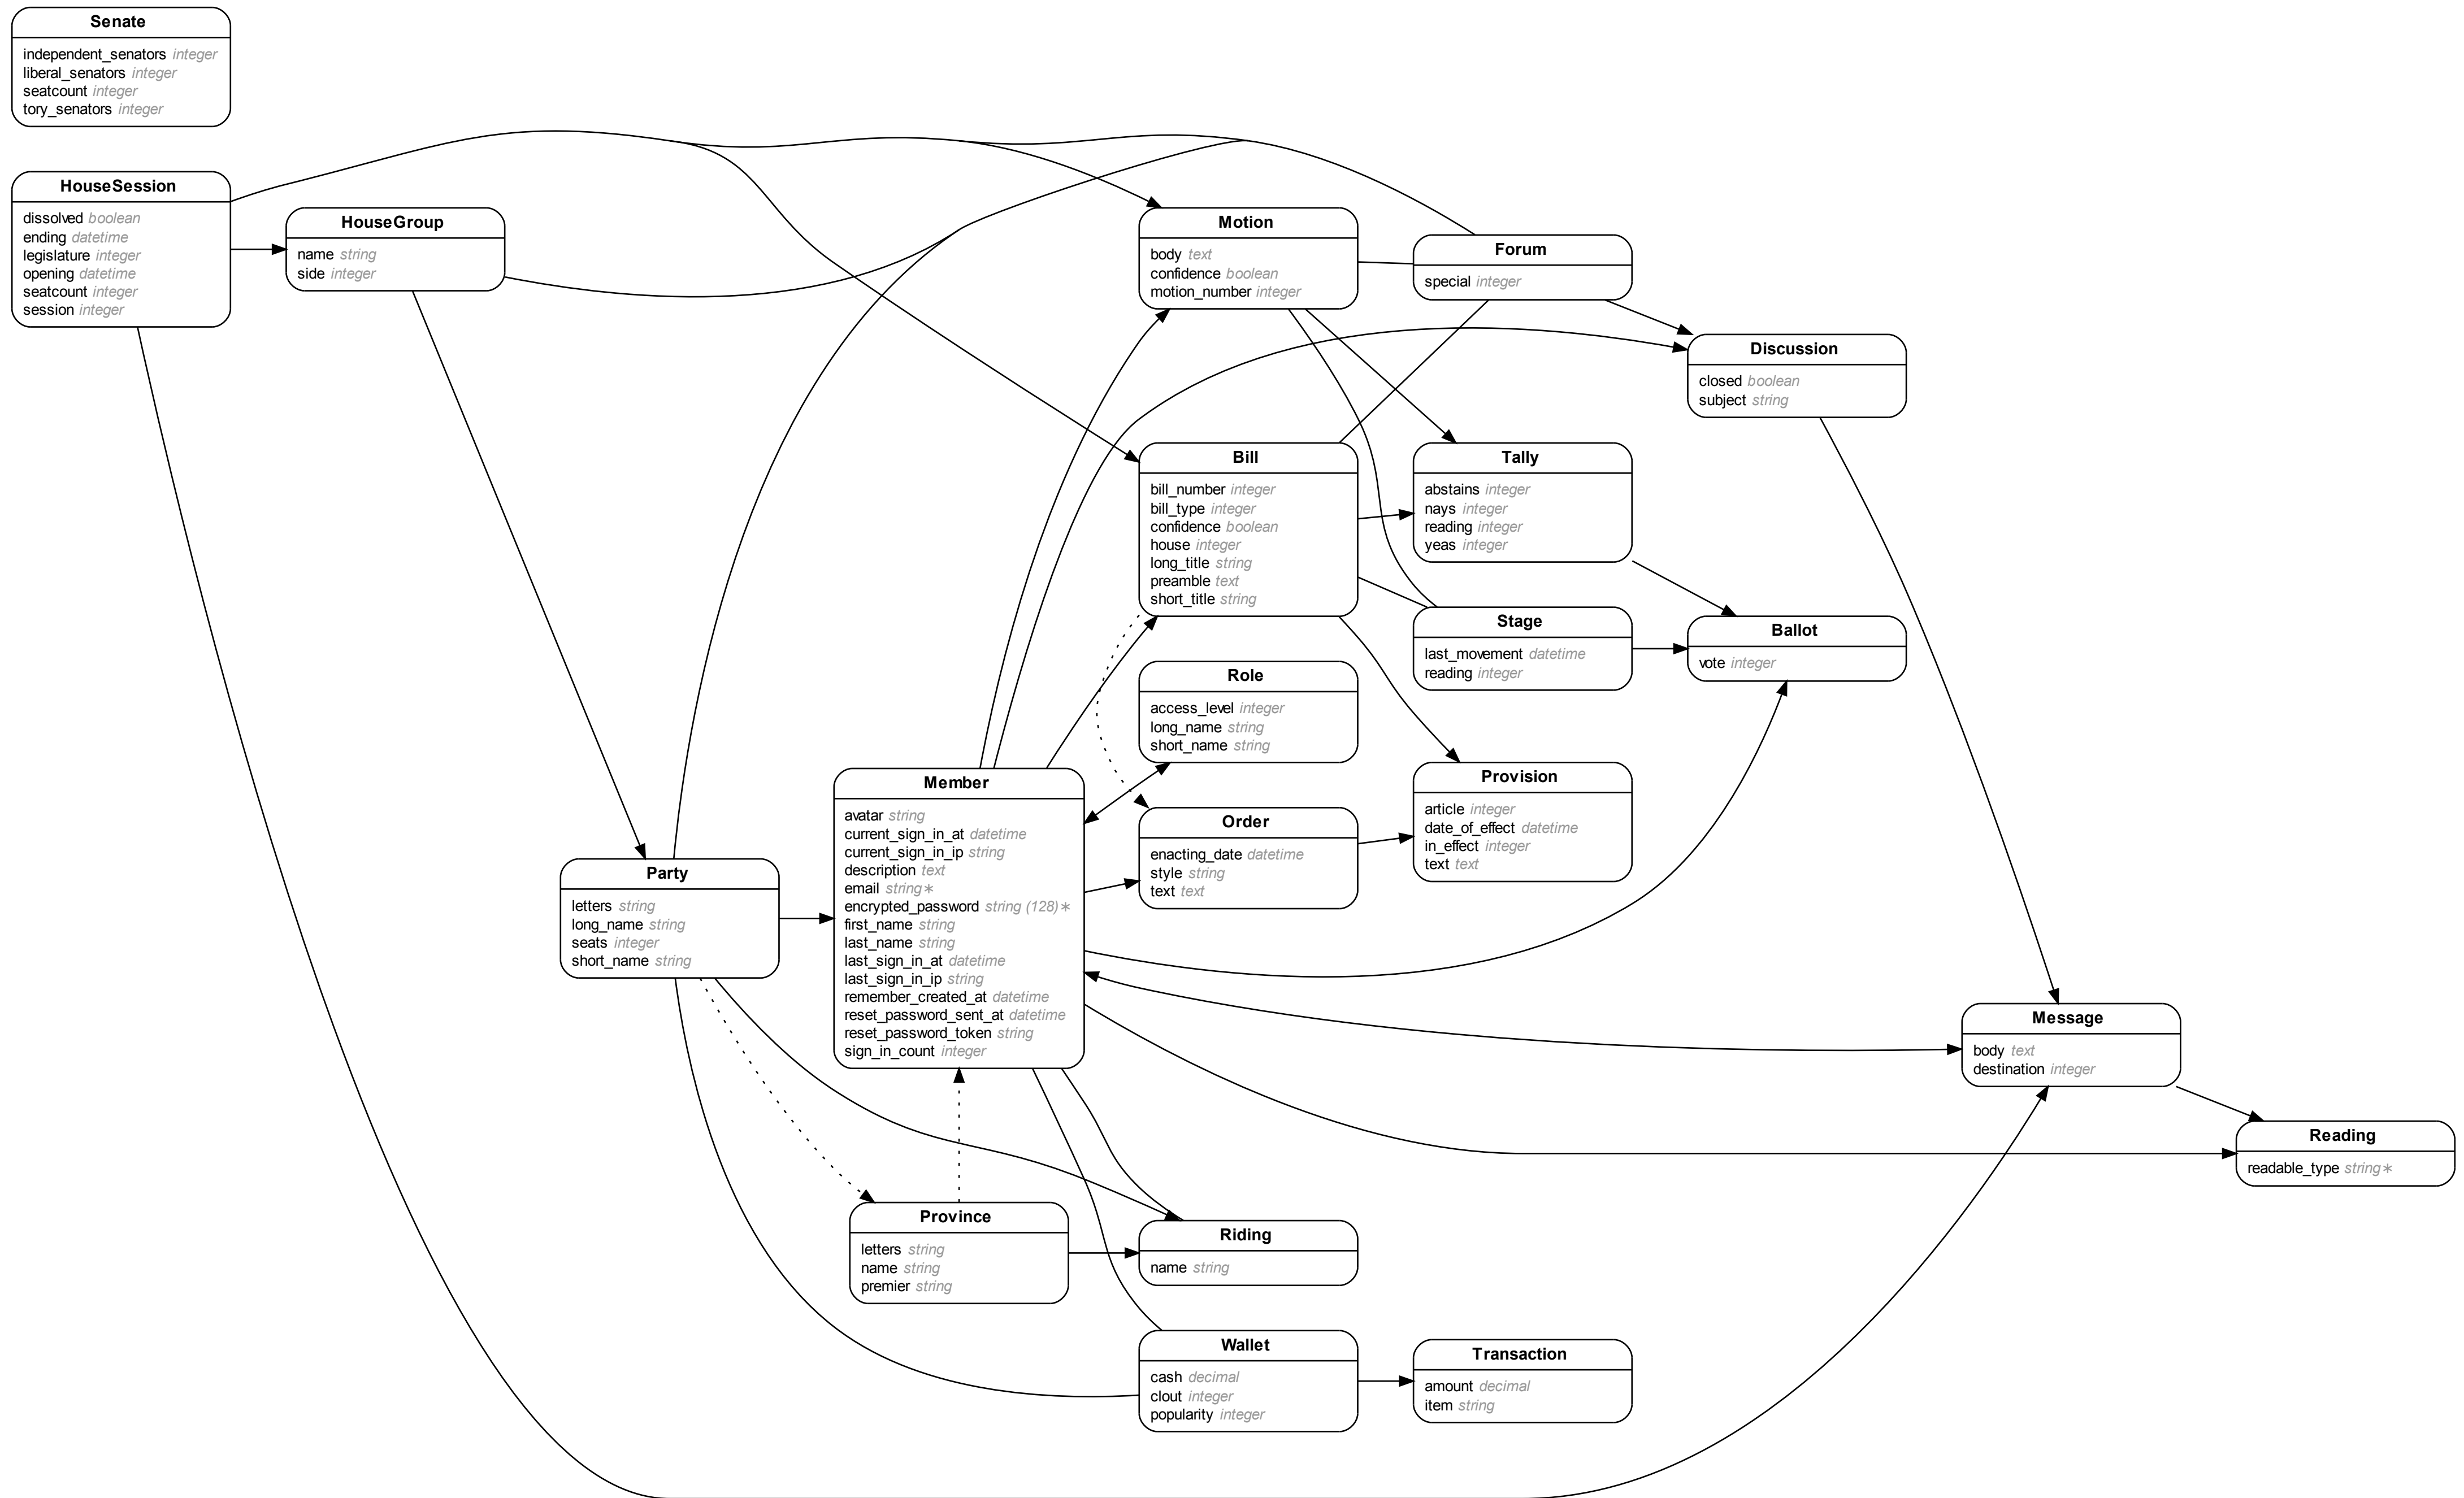 Senate
independent_senators integer
liberal_senators integer
seatcount integer
tory_senators integer
HouseSession
dissolved boolean
ending datetime
legislature integer
opening datetime
seatcount integer
session integer
HouseGroup
name string
side integer
Motion
body text
confidence boolean
motion_number integer
Forum
special integer
Discussion
closed boolean
subject string
Bill
bill_number integer
bill_type integer
confidence boolean
house integer
long_title string
preamble text
short_title string
Tally
abstains integer
nays integer
reading integer
yeas integer
Stage
last_movement datetime
reading integer
Ballot
vote integer
Role
access_level integer
long_name string
short_name string
Provision
article integer
date_of_effect datetime
in_effect integer
text text
Member
avatar string
current_sign_in_at datetime
current_sign_in_ip string
description text
email string∗
encrypted_password string (128)∗
first_name string
last_name string
last_sign_in_at datetime
last_sign_in_ip string
remember_created_at datetime
reset_password_sent_at datetime
reset_password_token string
sign_in_count integer
Order
enacting_date datetime
style string
text text
Party
letters string
long_name string
seats integer
short_name string
Message
body text
destination integer
Reading
readable_type string∗
Province
letters string
name string
premier string
Riding
name string
Wallet
cash decimal
clout integer
popularity integer
Transaction
amount decimal
item string